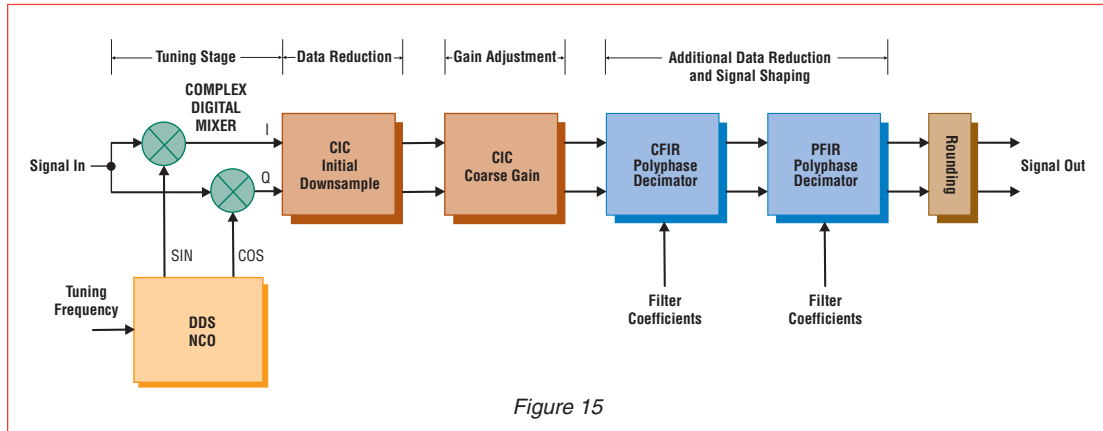 Tuning Stage
Data Reduction
Gain Adjustment
Additional Data Reduction
and Signal Shaping
COMPLEX
DIGITAL
MIXER
I
Q
Signal In
CIC
Initial
Downsample
CIC
Coarse Gain
CFIR
Polyphase
Decimator
PFIR
Polyphase
Decimator
Rounding
Signal Out
SIN
COS
Tuning
Frequency
DDS
NCO
Filter
Coefficients
Filter
Coefficients
Figure 15